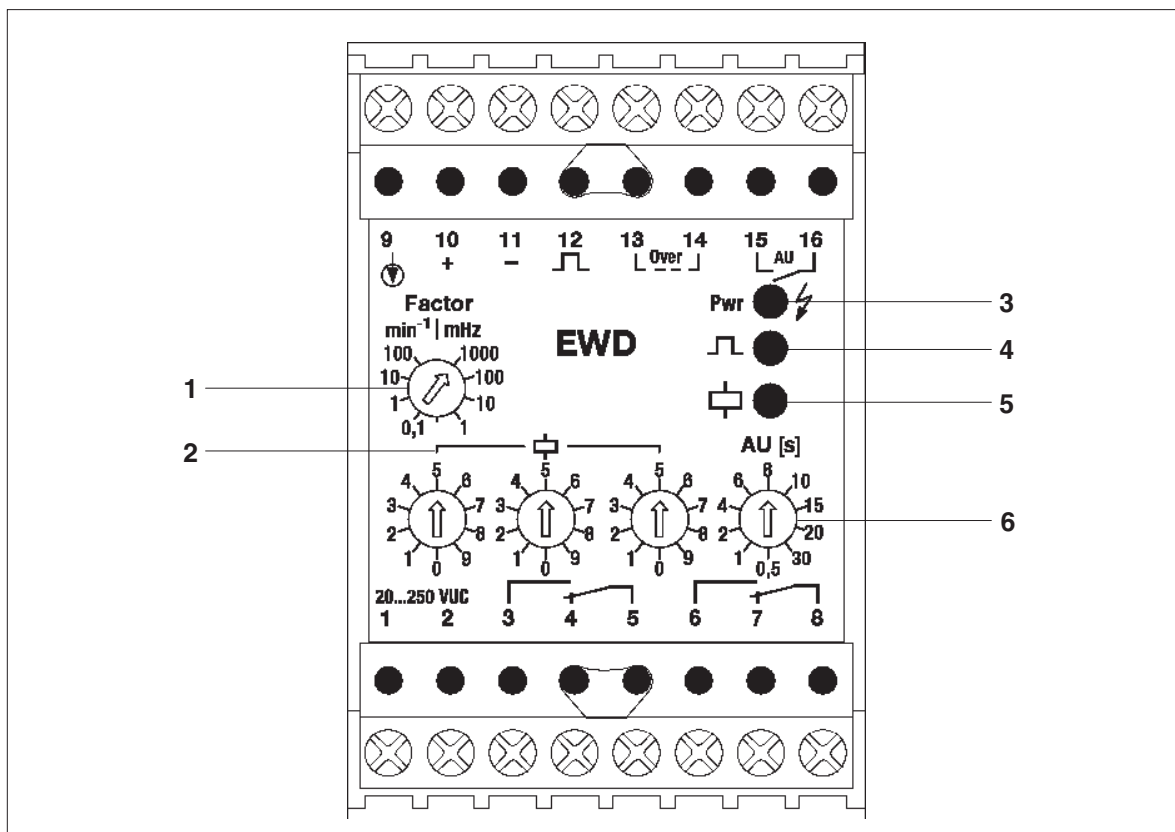 9 10 11 12 13 14 15 16
+ − Over AU
Factor
min⁻¹ | mHz
Pwr
3
EWD
100 1000
4
10 100
1
1 10
5
0,1 1
2
AU [s]
5 5 5 8
4 6 4 6 4 6 6 10
3 7 3 7 3 7 4 15
6
2 8 2 8 2 8 2 20
1 9 1 9 1 9 1 30
0 0 0 0,5
20...250 VUC
1 2 3 4 5 6 7 8